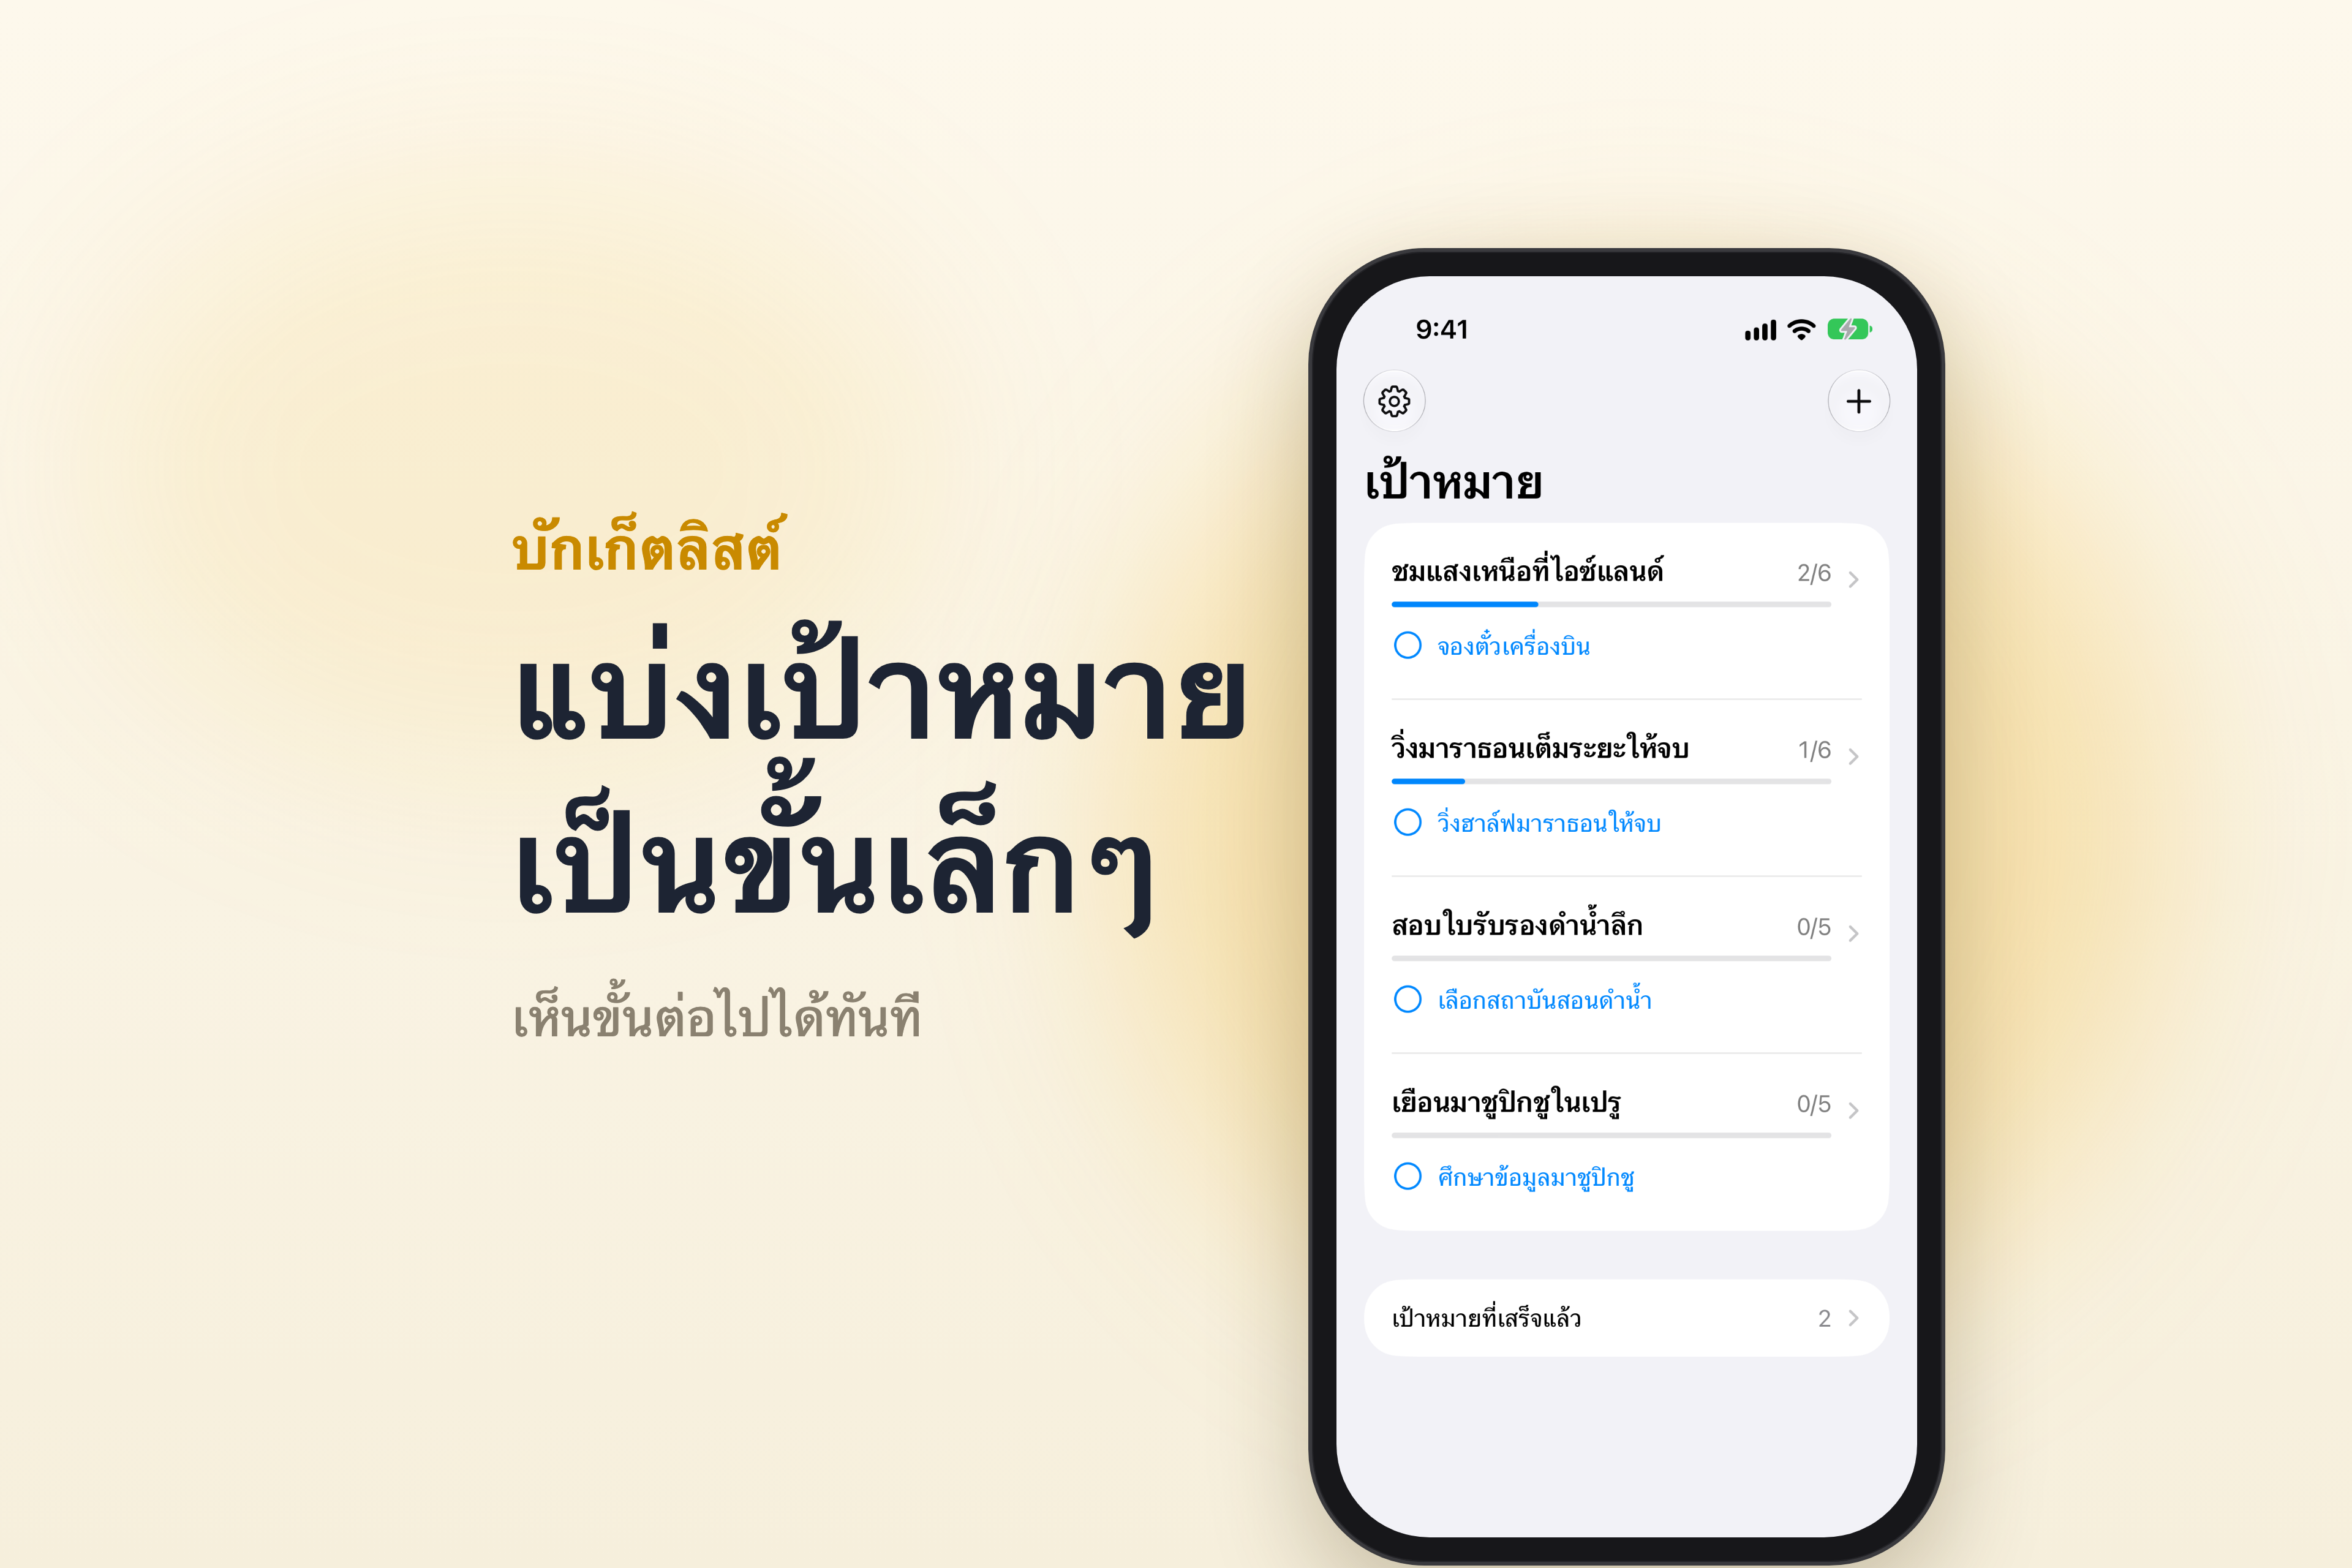 บักเก็ตลิสต์
แบ่งเป้าหมาย
เป็นขั้นเล็กๆ
เห็นขั้นต่อไปได้ทันที
9:41
เป้าหมาย
ชมแสงเหนือที่ไอซ์แลนด์ 2/6
จองตั๋วเครื่องบิน
วิ่งมาราธอนเต็มระยะให้จบ 1/6
วิ่งฮาล์ฟมาราธอนให้จบ
สอบใบรับรองดำน้ำลึก 0/5
เลือกสถาบันสอนดำน้ำ
เยือนมาชูปิกชูในเปรู 0/5
ศึกษาข้อมูลมาชูปิกชู
เป้าหมายที่เสร็จแล้ว 2